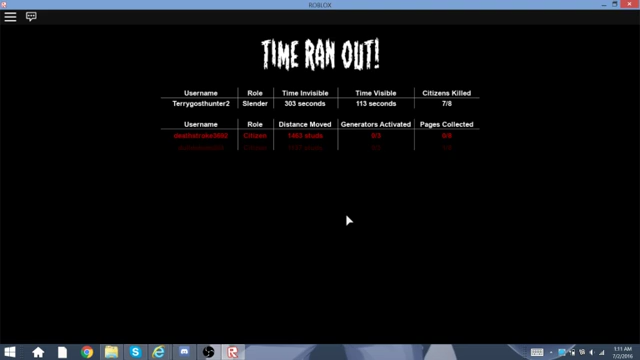 ROBLOX
TIME RAN OUT!
Username Role Time Invisible Time Visible Citizens Killed
Terrygosthunter2 Slender 303 seconds 113 seconds 7/8
Username Role Distance Moved Generators Activated Pages Collected
Citizen 1463 studs 0/3 0/8
1:11 AM
7/2/2016